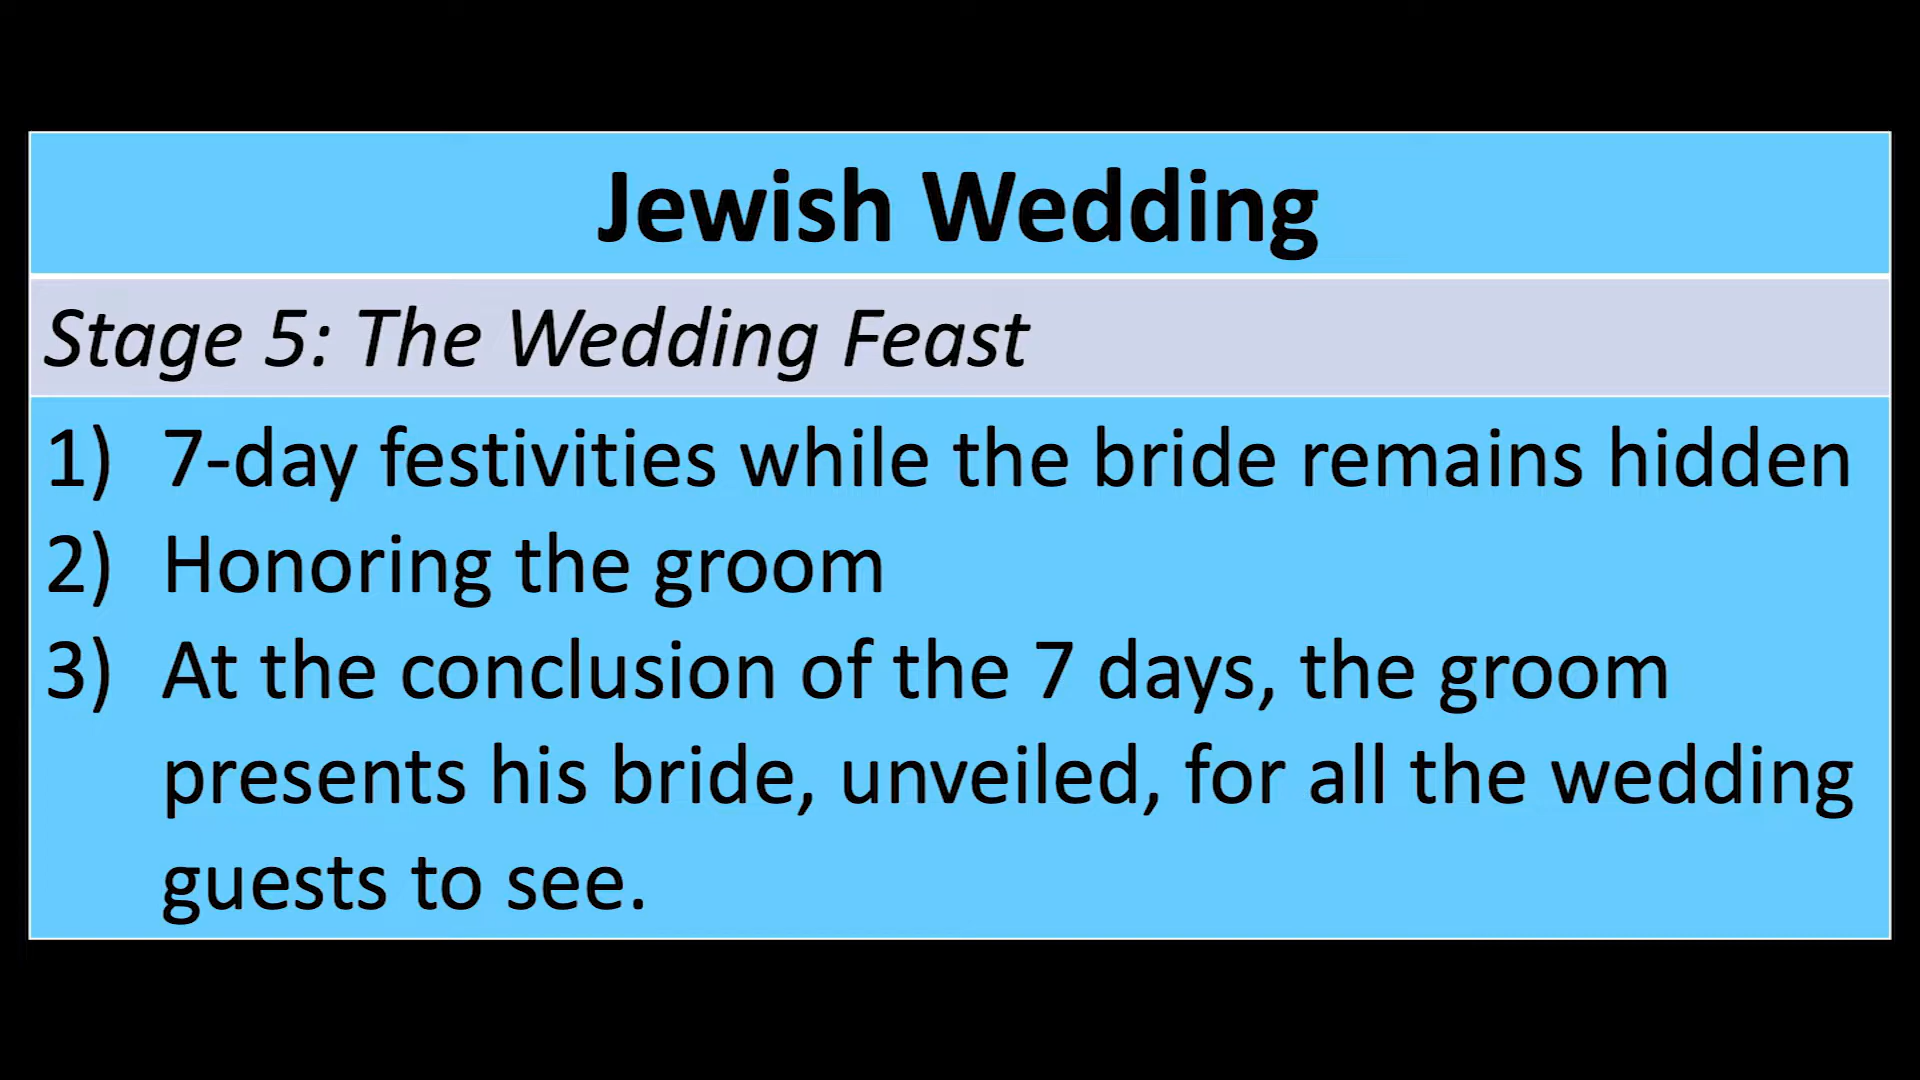 Jewish Wedding
Stage 5: The Wedding Feast
1) 7-day festivities while the bride remains hidden
2) Honoring the groom
3) At the conclusion of the 7 days, the groom
presents his bride, unveiled, for all the wedding
guests to see.